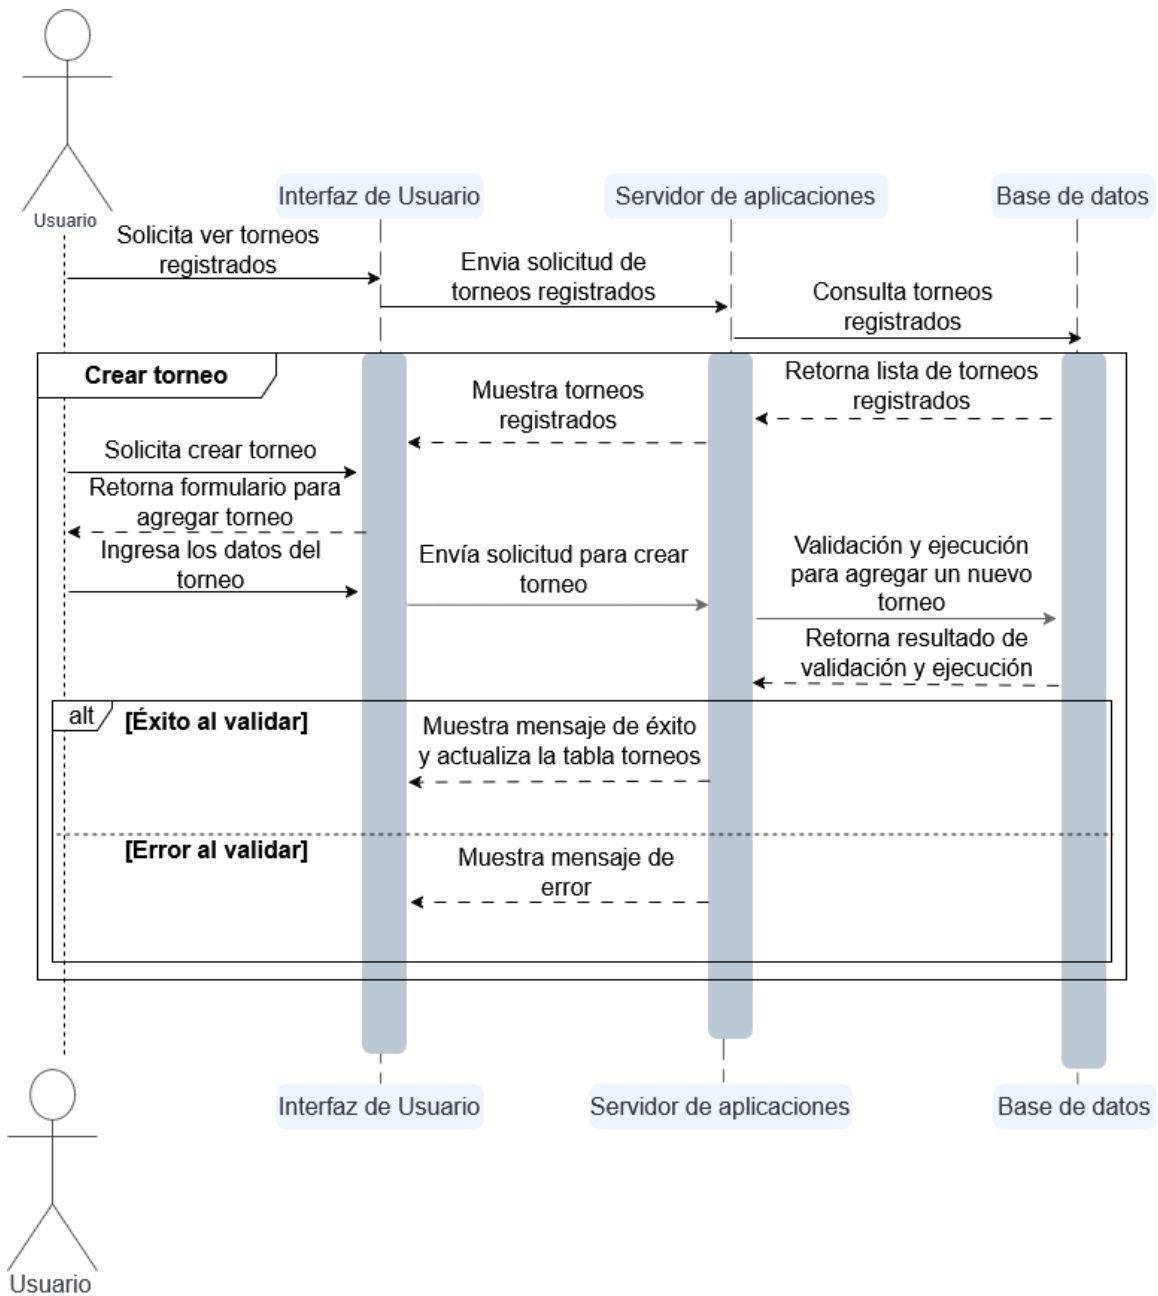 Usuario
Interfaz de Usuario
Servidor de aplicaciones
Base de datos
Solicita ver torneos
registrados
Envia solicitud de
torneos registrados
Consulta torneos
registrados
Crear torneo
Retorna lista de torneos
registrados
Muestra torneos
registrados
Solicita crear torneo
Retorna formulario para
agregar torneo
Ingresa los datos del
torneo
Envía solicitud para crear
torneo
Validación y ejecución
para agregar un nuevo
torneo
Retorna resultado de
validación y ejecución
alt
[Éxito al validar]
Muestra mensaje de éxito
y actualiza la tabla torneos
[Error al validar]
Muestra mensaje de
error
Interfaz de Usuario
Servidor de aplicaciones
Base de datos
Usuario